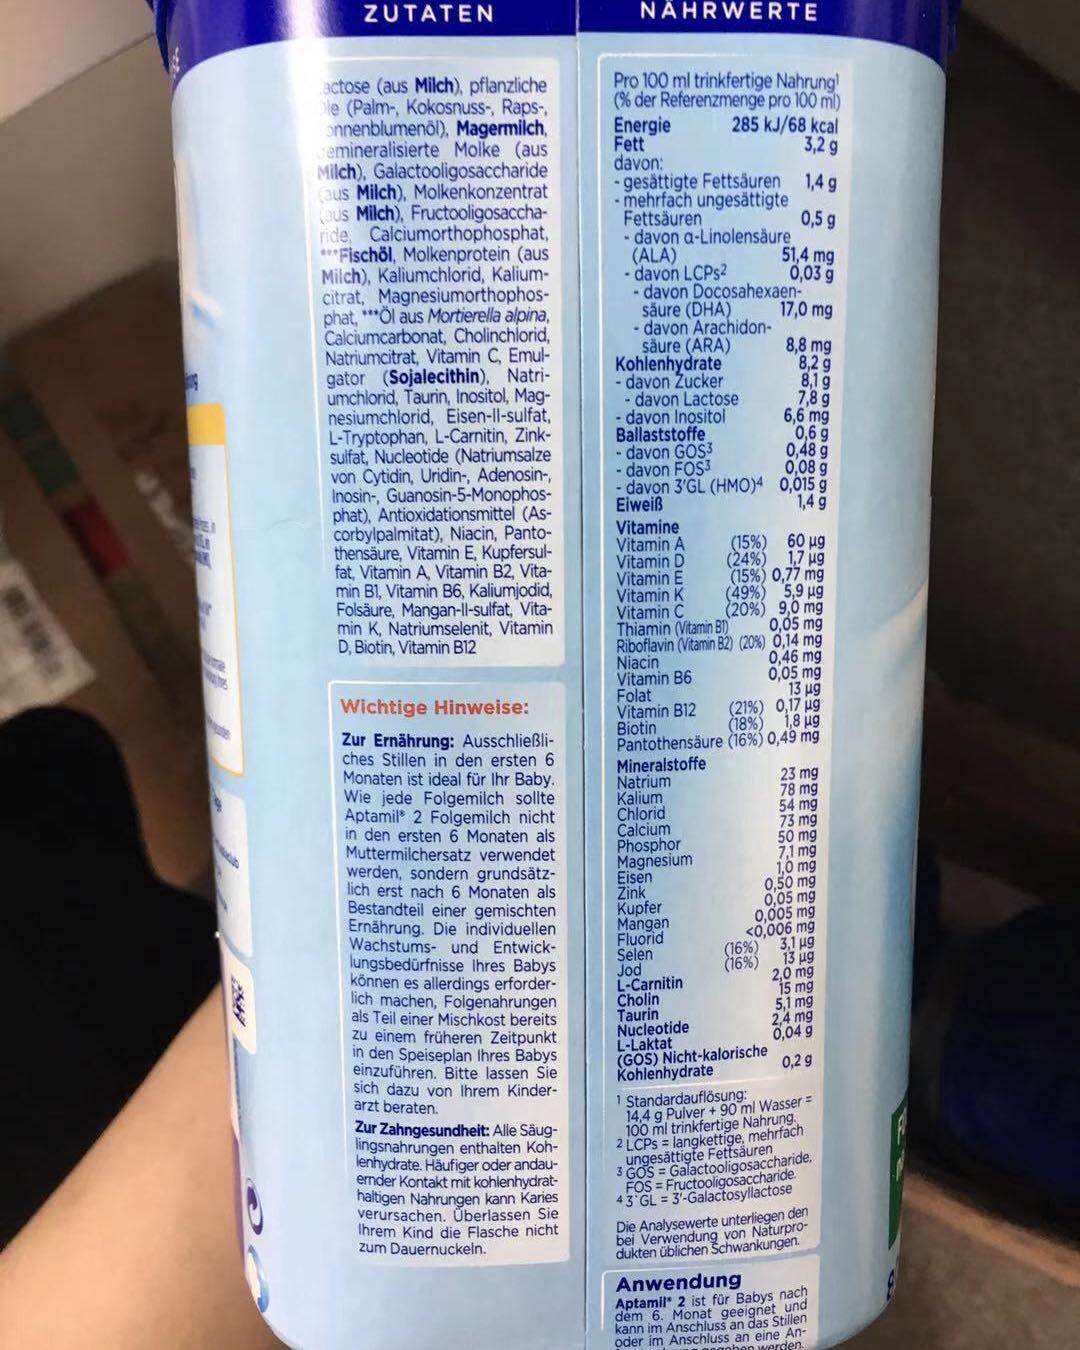 ZUTATEN
actose (aus Milch), pflanzliche
le (Palm-, Kokosnuss-, Raps-,
onnenblumenöl), Magermilch,
emineralisierte Molke (aus
Milch), Galactooligosaccharide
(aus Milch), Molkenkonzentrat
(aus Milch), Fructooligosaccha-
ride, Calciumorthophosphat,
***Fischöl, Molkenprotein (aus
Milch), Kaliumchlorid, Kalium-
citrat, Magnesiumorthophos-
phat, ***Öl aus Mortierella alpina,
Calciumcarbonat, Cholinchlorid,
Natriumcitrat, Vitamin C, Emul-
gator (Sojalecithin), Natri-
umchlorid, Taurin, Inositol, Mag-
nesiumchlorid, Eisen-II-sulfat,
L-Tryptophan, L-Carnitin, Zink-
sulfat, Nucleotide (Natriumsalze
von Cytidin, Uridin-, Adenosin-,
Inosin-, Guanosin-5-Monophos-
phat), Antioxidationsmittel (As-
corbylpalmitat), Niacin, Panto-
thensäure, Vitamin E, Kupfersul-
fat, Vitamin A, Vitamin B2, Vita-
min B1, Vitamin B6, Kaliumjodid,
Folsäure, Mangan-II-sulfat, Vita-
min K, Natriumselenit, Vitamin
D, Biotin, Vitamin B12
Wichtige Hinweise:
Zur Ernährung: Ausschließli-
ches Stillen in den ersten 6
Monaten ist ideal für Ihr Baby.
Wie jede Folgemilch sollte
Aptamil® 2 Folgemilch nicht
in den ersten 6 Monaten als
Muttermilchersatz verwendet
werden, sondern grundsätz-
lich erst nach 6 Monaten als
Bestandteil einer gemischten
Ernährung. Die individuellen
Wachstums- und Entwick-
lungsbedürfnisse Ihres Babys
können es allerdings erforder-
lich machen, Folgenahrungen
als Teil einer Mischkost bereits
zu einem früheren Zeitpunkt
in den Speiseplan Ihres Babys
einzuführen. Bitte lassen Sie
sich dazu von Ihrem Kinder-
arzt beraten.
Zur Zahngesundheit: Alle Säug-
lingsnahrungen enthalten Koh-
lenhydrate. Häufiger oder andau-
ernder Kontakt mit kohlenhydrat-
haltigen Nahrungen kann Karies
verursachen. Überlassen Sie
Ihrem Kind die Flasche nicht
zum Dauernuckeln.
NÄHRWERTE
Pro 100 ml trinkfertige Nahrung¹
(% der Referenzmenge pro 100 ml)
Energie 285 kJ/68 kcal
Fett 3,2 g
davon:
- gesättigte Fettsäuren 1,4 g
- mehrfach ungesättigte
Fettsäuren 0,5 g
- davon α-Linolensäure
(ALA) 51,4 mg
- davon LCPs² 0,03 g
- davon Docosahexaen-
säure (DHA) 17,0 mg
- davon Arachidon-
säure (ARA) 8,8 mg
Kohlenhydrate 8,2 g
- davon Zucker 8,1 g
- davon Lactose 7,8 g
- davon Inositol 6,6 mg
Ballaststoffe 0,6 g
- davon GOS³ 0,48 g
- davon FOS³ 0,08 g
- davon 3'GL (HMO)⁴ 0,015 g
Eiweiß 1,4 g
Vitamine
Vitamin A (15%) 60 µg
Vitamin D (24%) 1,7 µg
Vitamin E (15%) 0,77 mg
Vitamin K (49%) 5,9 µg
Vitamin C (20%) 9,0 mg
Thiamin (Vitamin B1) 0,05 mg
Riboflavin (Vitamin B2) (20%) 0,14 mg
Niacin 0,46 mg
Vitamin B6 0,05 mg
Folat 13 µg
Vitamin B12 (21%) 0,17 µg
Biotin (18%) 1,8 µg
Pantothensäure (16%) 0,49 mg
Mineralstoffe
Natrium 23 mg
Kalium 78 mg
Chlorid 54 mg
Calcium 73 mg
Phosphor 50 mg
Magnesium 7,1 mg
Eisen 1,0 mg
Zink 0,50 mg
Kupfer 0,05 mg
Mangan 0,005 mg
Fluorid <0,006 mg
Selen (16%) 3,1 µg
Jod (16%) 13 µg
L-Carnitin 2,0 mg
Cholin 15 mg
Taurin 5,1 mg
Nucleotide 2,4 mg
L-Laktat 0,04 g
(GOS) Nicht-kalorische
Kohlenhydrate 0,2 g
1 Standardauflösung:
14,4 g Pulver + 90 ml Wasser =
100 ml trinkfertige Nahrung.
2 LCPs = langkettige, mehrfach
ungesättigte Fettsäuren
3 GOS = Galactooligosaccharide,
FOS = Fructooligosaccharide.
4 3'GL = 3'-Galactosyllactose
Die Analysewerte unterliegen den
bei Verwendung von Naturpro-
dukten üblichen Schwankungen.
Anwendung
Aptamil® 2 ist für Babys nach
dem 6. Monat geeignet und
kann im Anschluss an das Stillen
oder im Anschluss an eine An-
werden.